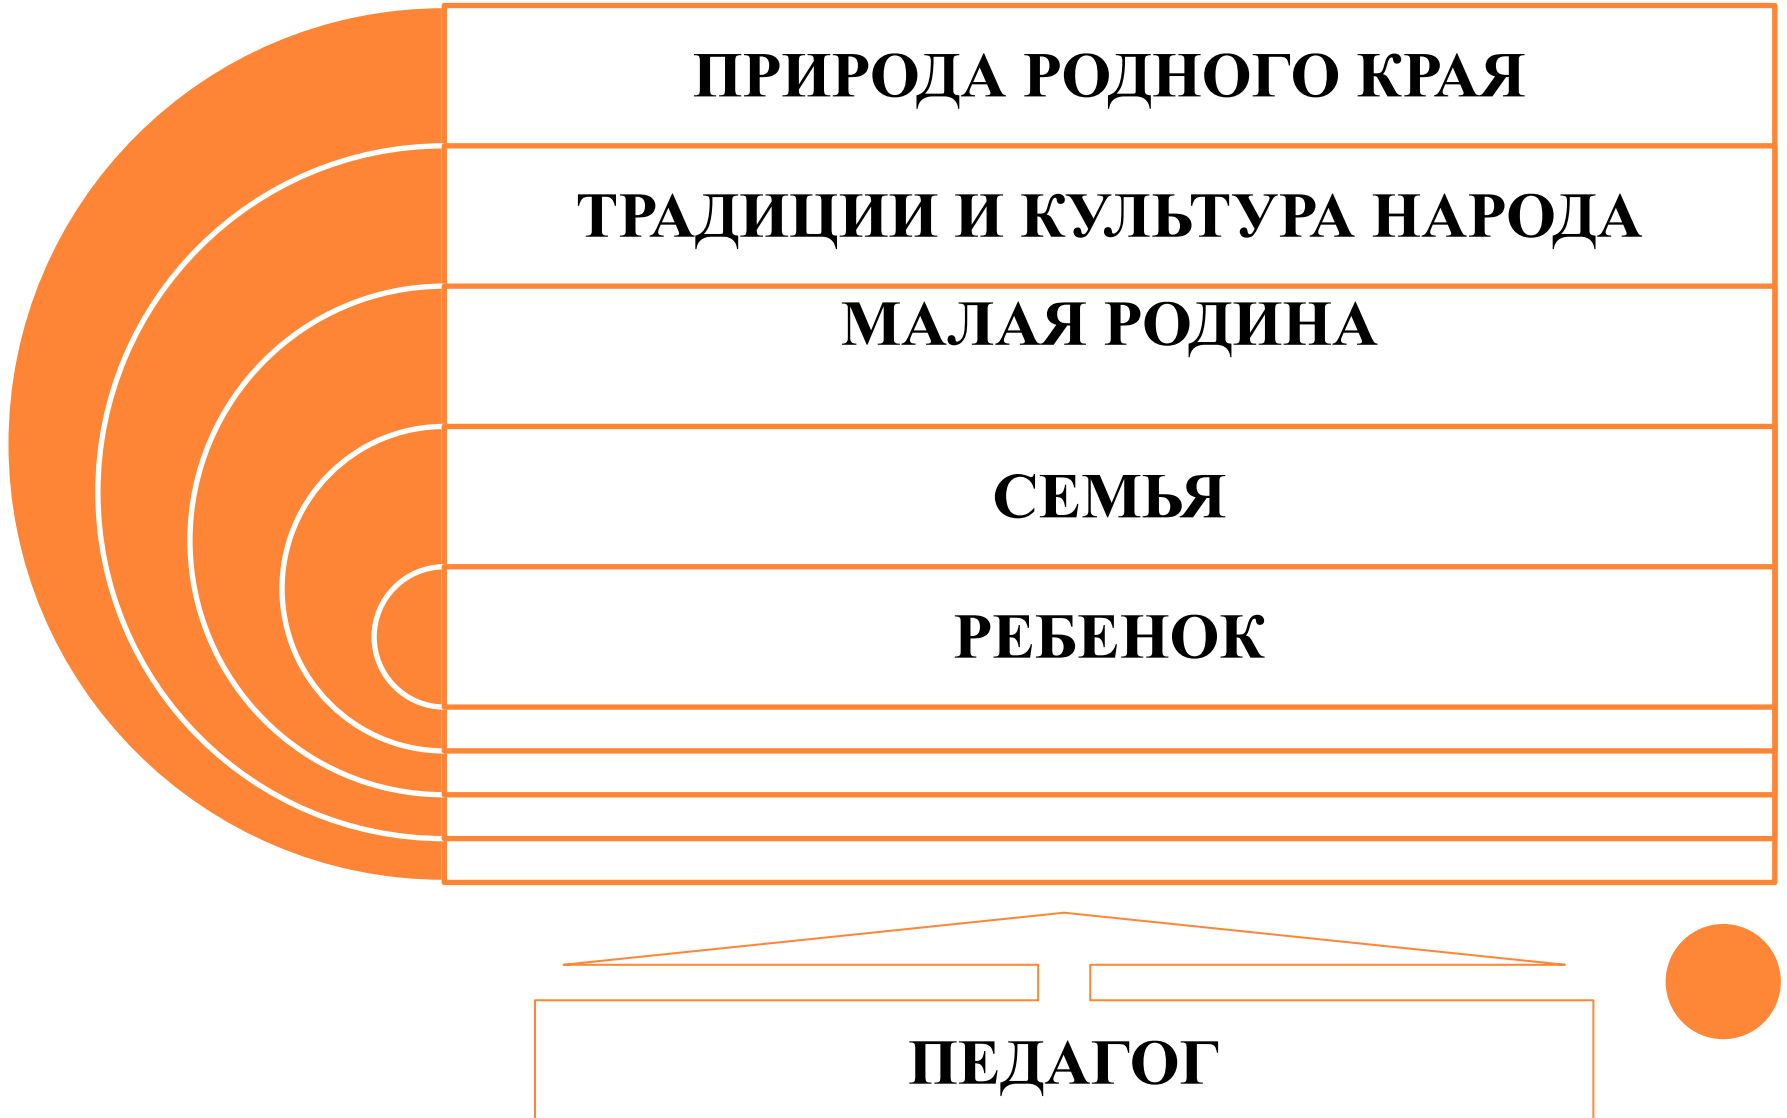 ПРИРОДА РОДНОГО КРАЯ
ТРАДИЦИИ И КУЛЬТУРА НАРОДА
МАЛАЯ РОДИНА
СЕМЬЯ
РЕБЕНОК
ПЕДАГОГ